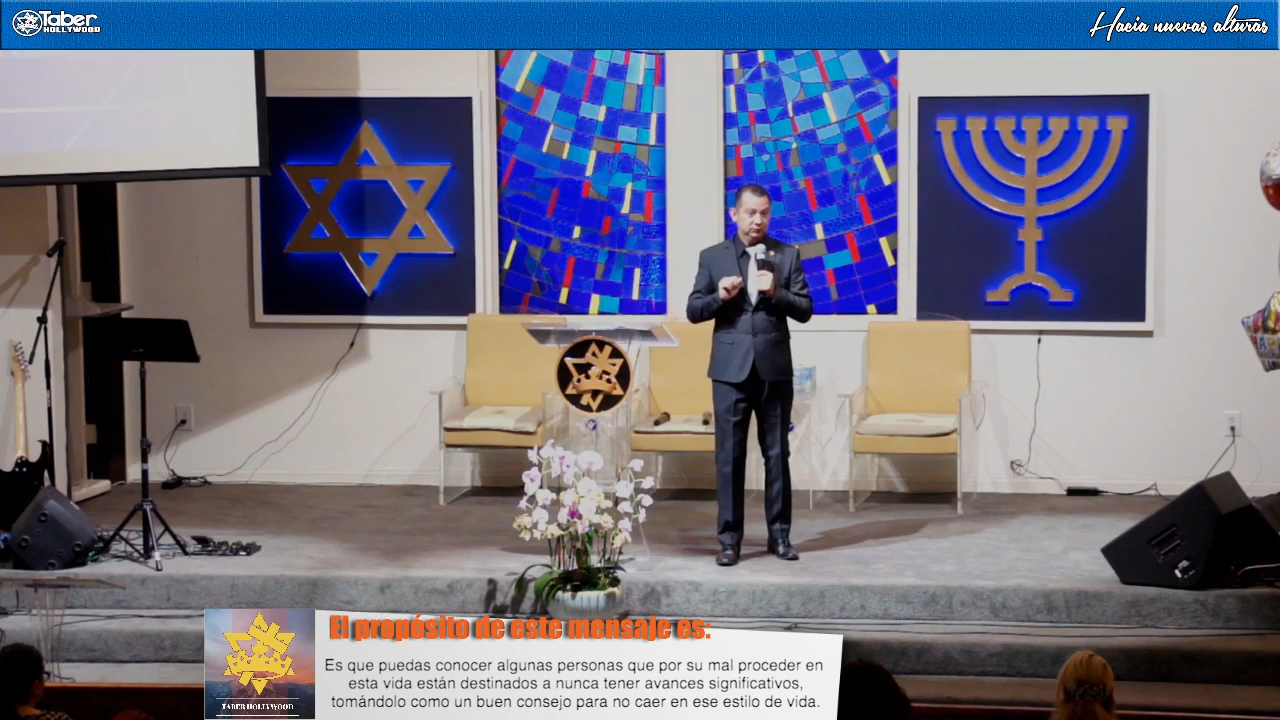 Taber
HOLLYWOOD
Hacia nuevas alturas
El propósito de este mensaje es:
Es que puedas conocer algunas personas que por su mal proceder en
esta vida están destinados a nunca tener avances significativos,
tomándolo como un buen consejo para no caer en ese estilo de vida.
TABER HOLLYWOOD